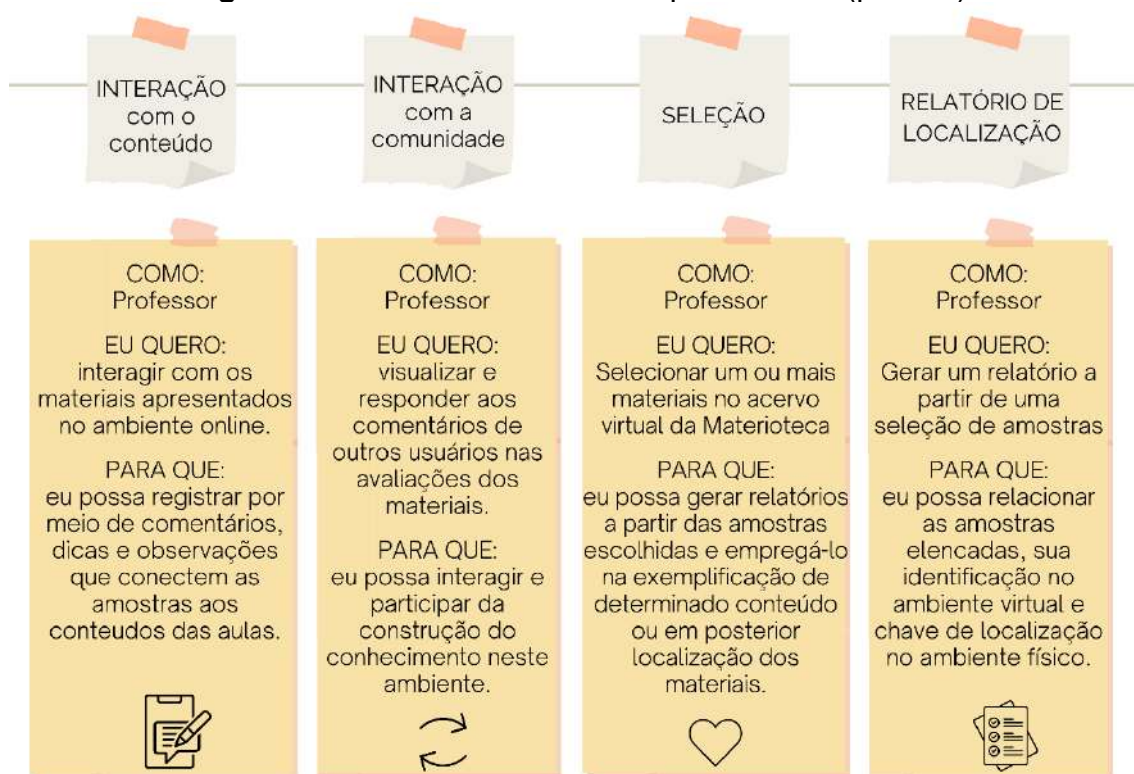 INTERAÇÃO
com o
conteúdo
INTERAÇÃO
com a
comunidade
SELEÇÃO
RELATÓRIO DE
LOCALIZAÇÃO
COMO:
Professor
EU QUERO:
interagir com os
materiais apresentados
no ambiente online.
PARA QUE:
eu possa registrar por
meio de comentários,
dicas e observações
que conectem as
amostras aos
conteudos das aulas.
COMO:
Professor
EU QUERO:
visualizar e
responder aos
comentários de
outros usuários nas
avaliações dos
materiais.
PARA QUE:
eu possa interagir e
participar da
construção do
conhecimento neste
ambiente.
COMO:
Professor
EU QUERO:
Selecionar um ou mais
materiais no acervo
virtual da Materioteca
PARA QUE:
eu possa gerar relatórios
a partir das amostras
escolhidas e empregá-lo
na exemplificação de
determinado conteúdo
ou em posterior
localização dos
materiais.
COMO:
Professor
EU QUERO:
Gerar um relatório a
partir de uma
seleção de amostras
PARA QUE:
eu possa relacionar
as amostras
elencadas, sua
identificação no
ambiente virtual e
chave de localização
no ambiente físico.